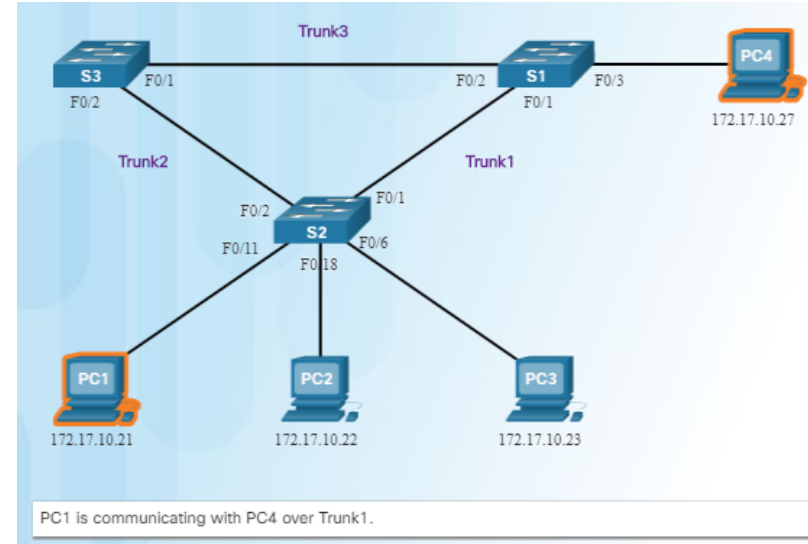 Trunk3
PC4
S3
F0/1
F0/2
S1
F0/3
F0/2
F0/1
172.17.10.27
Trunk2
Trunk1
F0/1
F0/2
S2
F0/11
F0/6
F0/18
PC1
PC2
PC3
172.17.10.21
172.17.10.22
172.17.10.23
PC1 is communicating with PC4 over Trunk1.